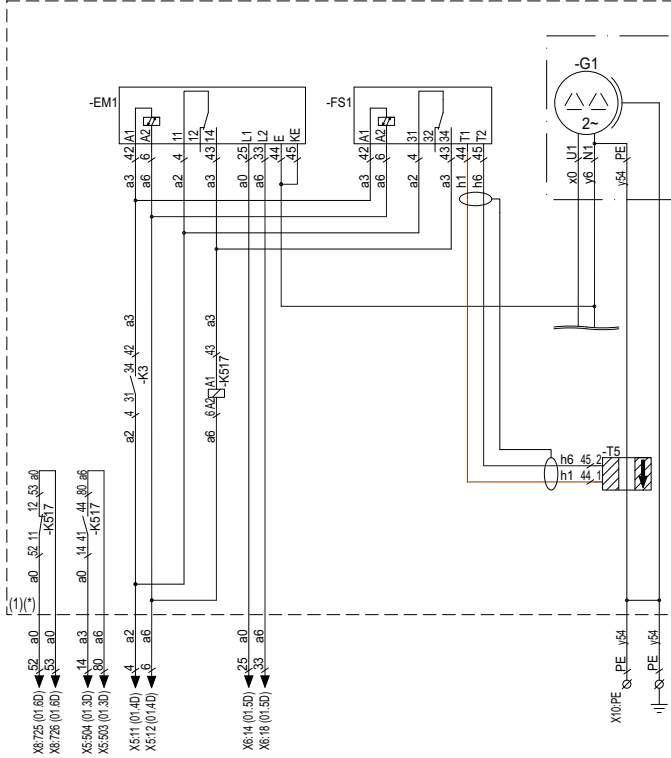 -G1
2~
-EM1
-FS1
A1 A2 11 12 14 L1 L2 E KE
42 6 4 43 25 33 44 45
a3 a6 a2 a3 a0 a6
A1 A2 31 32 34 T1 T2
42 6 4 43 44 45
a3 a6 a2 a3 h1 h6
U1 N1 PE
x0 y6 y54
a3 a3
42 43
34 A1
-K3 -K517
31 A2
4 6
a2 a6
-T5
h6 45 2
h1 44 1
a0 a0 a6
53 80
12 44
-K517 -K517
11 41
52 14
a0 a0
(1)(*)
a0 a0 a3 a6 a2 a6 a0 a6 y54 y54
52 53 14 80 4 6 25 33 PE PE
X8:725 (01.6D)
X8:726 (01.6D)
X5:504 (01.3D)
X5:503 (01.3D)
X5:11 (01.4D)
X5:12 (01.4D)
X6:14 (01.5D)
X6:18 (01.5D)
X10:PE